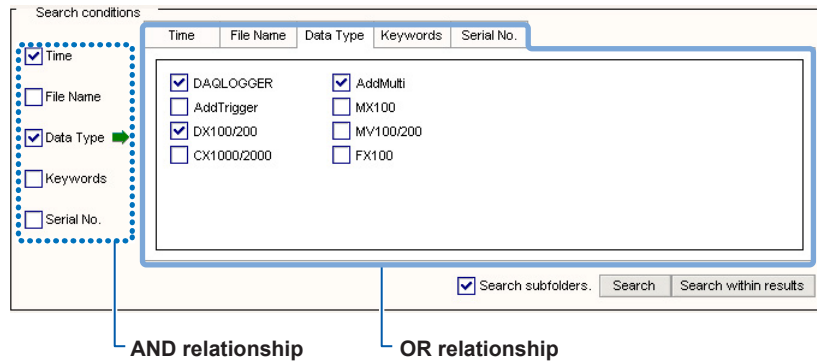 Search conditions
Time File Name Data Type Keywords Serial No.
Time
File Name
Data Type
Keywords
Serial No.
DAQLOGGER AddMulti
AddTrigger MX100
DX100/200 MV100/200
CX1000/2000 FX100
Search subfolders. Search Search within results
AND relationship OR relationship